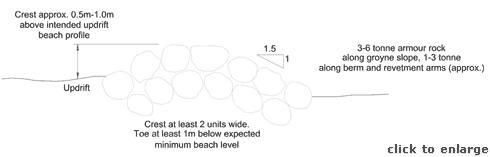 Crest approx. 0.5m-1.0m
above intended updrift
beach profile
1.5
1
3-6 tonne armour rock
along groyne slope, 1-3 tonne
along berm and revetment arms (approx.)
Updrift
Crest at least 2 units wide.
Toe at least 1m below expected
minimum beach level
click to enlarge